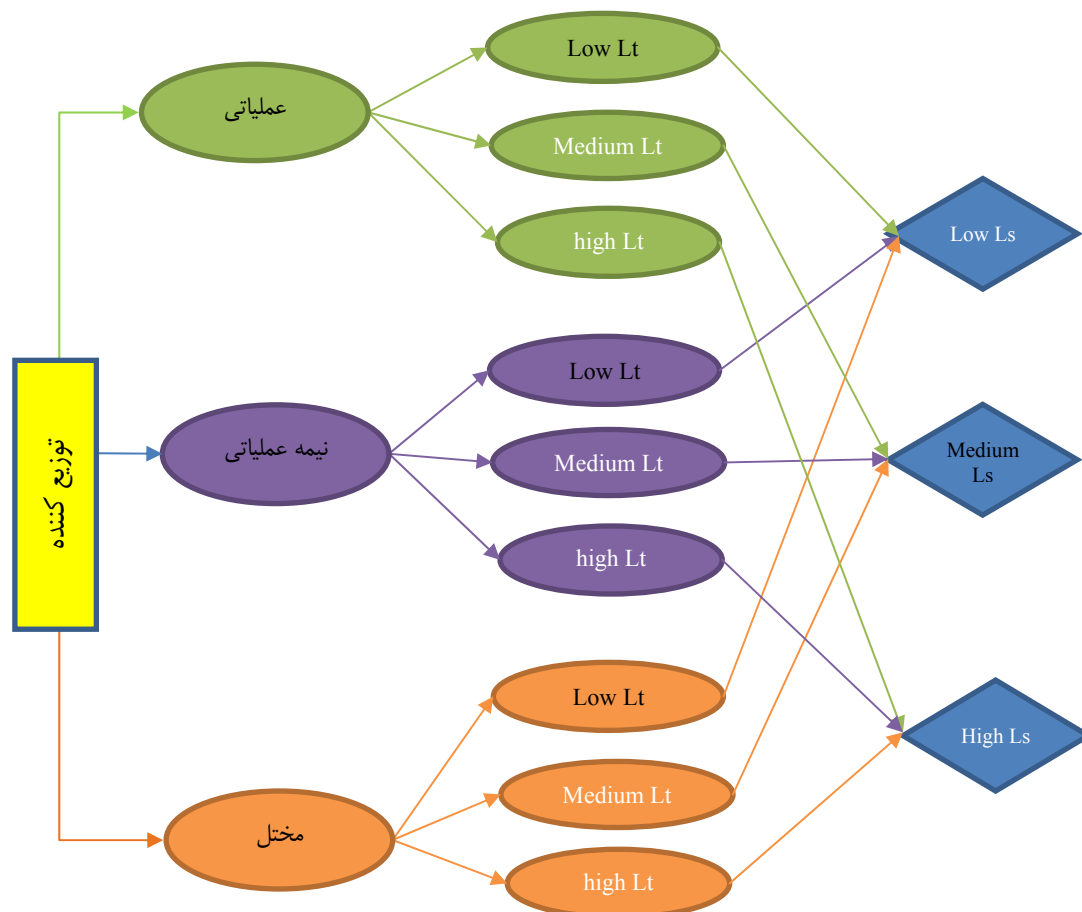 توزیع کننده
عملیاتی
Low Lt
Medium Lt
high Lt
نیمه عملیاتی
Low Lt
Medium Lt
high Lt
مختل
Low Lt
Medium Lt
high Lt
Low Ls
Medium
Ls
High Ls